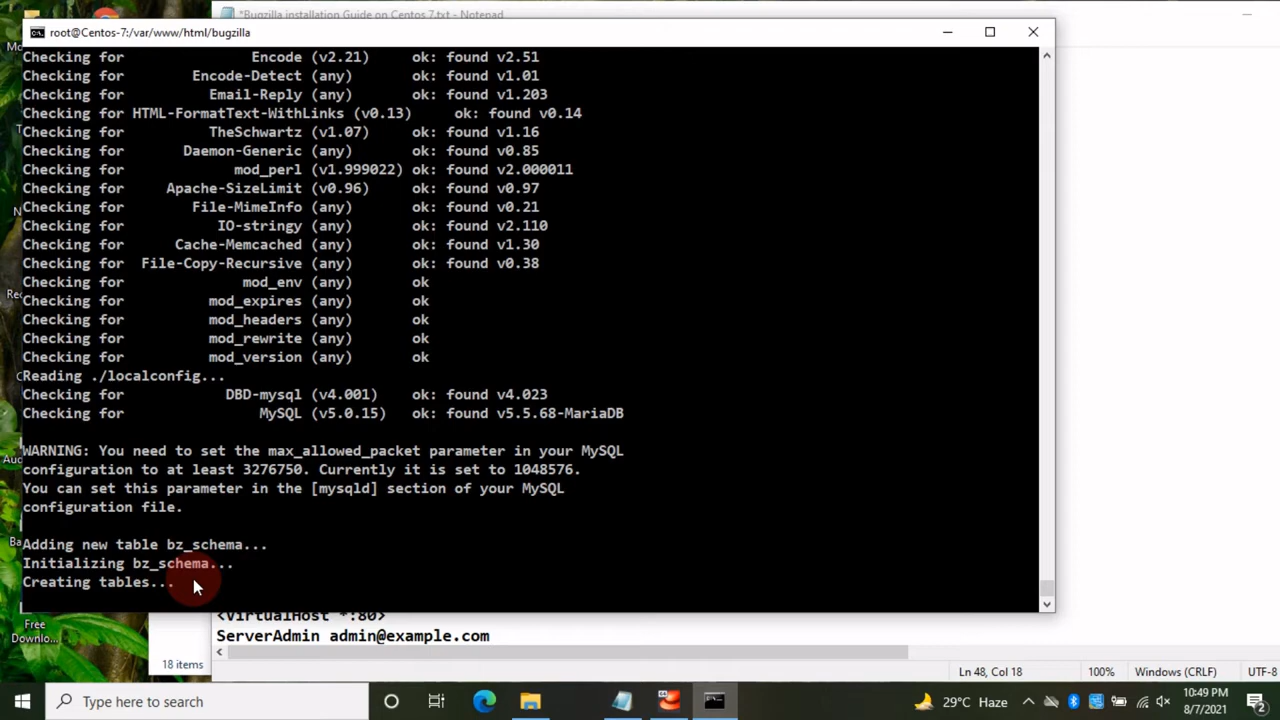 *Bugzilla installation Guide on Centos 7.txt - Notepad
root@Centos-7:/var/www/html/bugzilla
Checking for Encode (v2.21) ok: found v2.51
Checking for Encode-Detect (any) ok: found v1.01
Checking for Email-Reply (any) ok: found v1.203
Checking for HTML-FormatText-WithLinks (v0.13) ok: found v0.14
Checking for TheSchwartz (v1.07) ok: found v1.16
Checking for Daemon-Generic (any) ok: found v0.85
Checking for mod_perl (v1.999022) ok: found v2.000011
Checking for Apache-SizeLimit (v0.96) ok: found v0.97
Checking for File-MimeInfo (any) ok: found v0.21
Checking for IO-stringy (any) ok: found v2.110
Checking for Cache-Memcached (any) ok: found v1.30
Checking for File-Copy-Recursive (any) ok: found v0.38
Checking for mod_env (any) ok
Checking for mod_expires (any) ok
Checking for mod_headers (any) ok
Checking for mod_rewrite (any) ok
Checking for mod_version (any) ok
Reading ./localconfig...
Checking for DBD-mysql (v4.001) ok: found v4.023
Checking for MySQL (v5.0.15) ok: found v5.5.68-MariaDB
WARNING: You need to set the max_allowed_packet parameter in your MySQL
configuration to at least 3276750. Currently it is set to 1048576.
You can set this parameter in the [mysqld] section of your MySQL
configuration file.
Adding new table bz_schema...
Initializing bz_schema...
Creating tables...
<VirtualHost *:80>
ServerAdmin admin@example.com
Free
Downlo...
18 items
Ln 48, Col 18
100%
Windows (CRLF)
UTF-8
Type here to search
29°C Haze
10:49 PM
8/7/2021
2